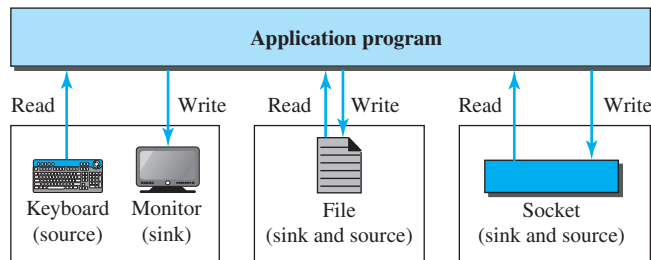 Application program
Read Write Read Write Read Write
Keyboard Monitor File Socket
(source) (sink) (sink and source) (sink and source)